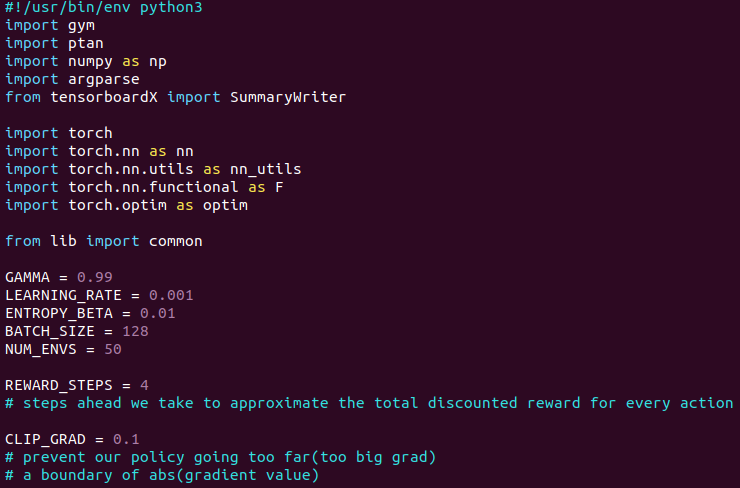 #!/usr/bin/env python3
import gym
import ptan
import numpy as np
import argparse
from tensorboardX import SummaryWriter

import torch
import torch.nn as nn
import torch.nn.utils as nn_utils
import torch.nn.functional as F
import torch.optim as optim

from lib import common

GAMMA = 0.99
LEARNING_RATE = 0.001
ENTROPY_BETA = 0.01
BATCH_SIZE = 128
NUM_ENVS = 50

REWARD_STEPS = 4
# steps ahead we take to approximate the total discounted reward for every action

CLIP_GRAD = 0.1
# prevent our policy going too far(too big grad)
# a boundary of abs(gradient value)